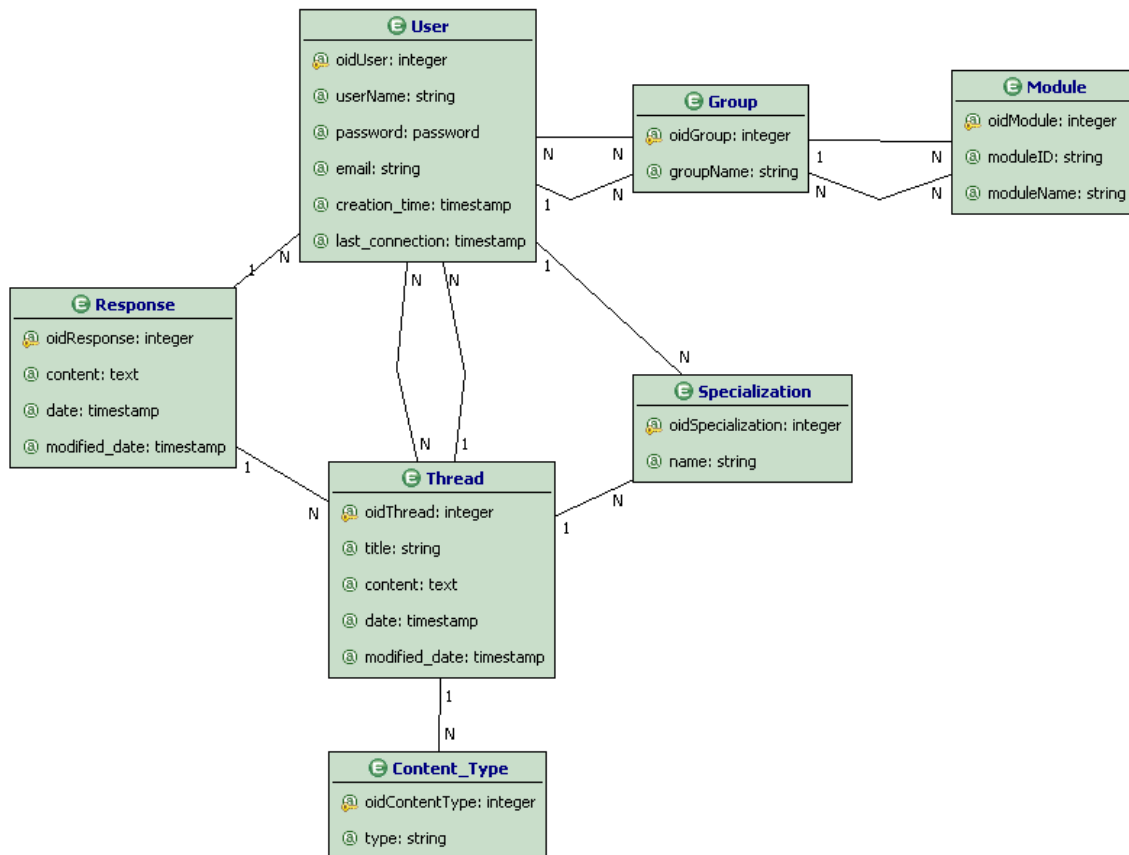 User
oidUser: integer
userName: string
password: password
email: string
creation_time: timestamp
last_connection: timestamp
Group
oidGroup: integer
groupName: string
Module
oidModule: integer
moduleID: string
moduleName: string
N
N
1
N
1
N
N
N
1
N
N
N
1
N
N
1
Response
oidResponse: integer
content: text
date: timestamp
modified_date: timestamp
Specialization
oidSpecialization: integer
name: string
1
N
1
N
Thread
oidThread: integer
title: string
content: text
date: timestamp
modified_date: timestamp
1
N
Content_Type
oidContentType: integer
type: string